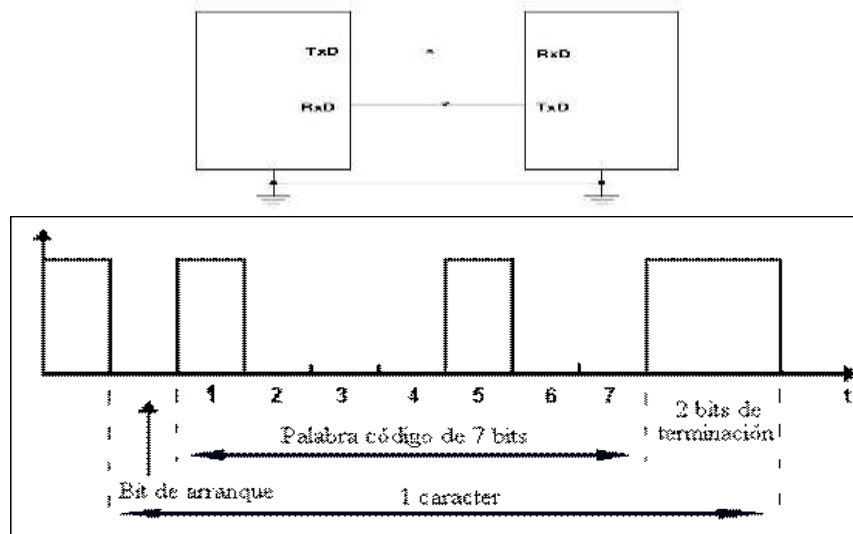 TxD RxD
RxD TxD
1 2 3 4 5 6 7 t
Palabra código de 7 bits
2 bits de
terminación
Bit de arranque
1 caracter